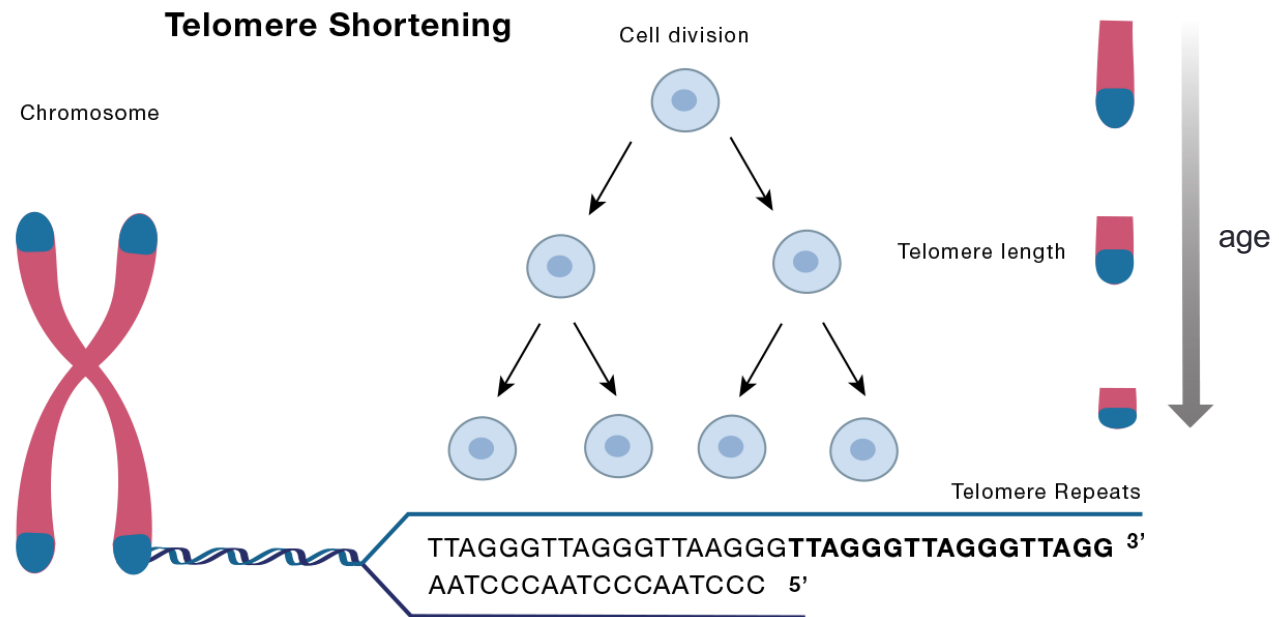 Telomere Shortening
Cell division
Chromosome
Telomere length
age
Telomere Repeats
TTAGGGTTAGGGTTAAGGGTTAGGGTTAGGGTTAGG 3’
AATCCCAATCCCAATCCC 5’